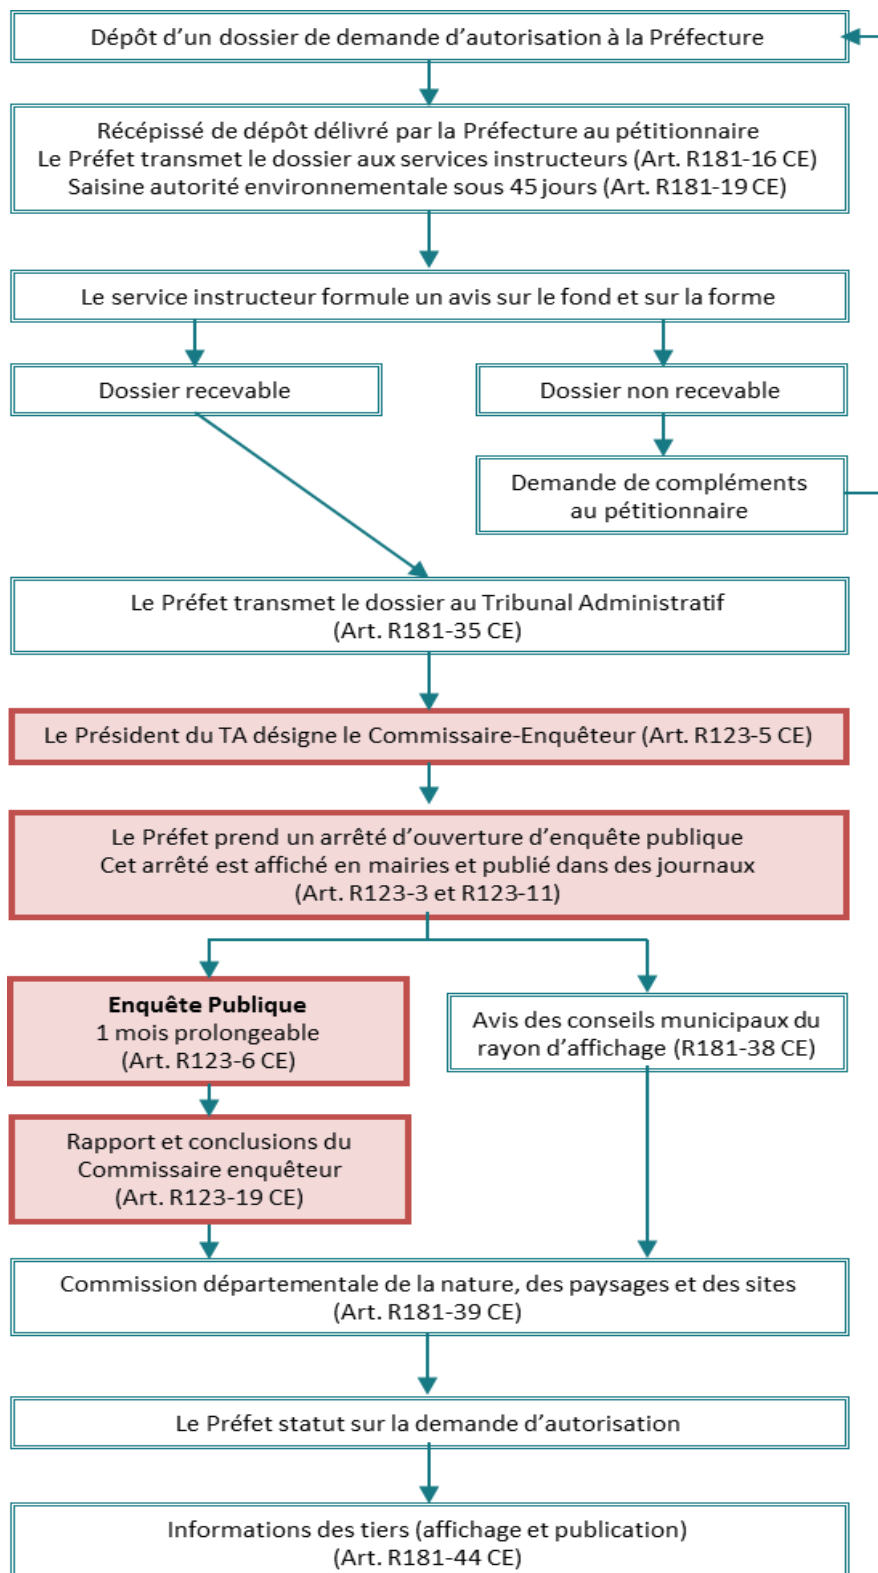 Dépôt d’un dossier de demande d’autorisation à la Préfecture
Récépissé de dépôt délivré par la Préfecture au pétitionnaire
Le Préfet transmet le dossier aux services instructeurs (Art. R181-16 CE)
Saisine autorité environnementale sous 45 jours (Art. R181-19 CE)
Le service instructeur formule un avis sur le fond et sur la forme
Dossier recevable
Dossier non recevable
Demande de compléments
au pétitionnaire
Le Préfet transmet le dossier au Tribunal Administratif
(Art. R181-35 CE)
Le Président du TA désigne le Commissaire-Enquêteur (Art. R123-5 CE)
Le Préfet prend un arrêté d’ouverture d’enquête publique
Cet arrêté est affiché en mairies et publié dans des journaux
(Art. R123-3 et R123-11)
Enquête Publique
1 mois prolongeable
(Art. R123-6 CE)
Avis des conseils municipaux du
rayon d’affichage (R181-38 CE)
Rapport et conclusions du
Commissaire enquêteur
(Art. R123-19 CE)
Commission départementale de la nature, des paysages et des sites
(Art. R181-39 CE)
Le Préfet statut sur la demande d’autorisation
Informations des tiers (affichage et publication)
(Art. R181-44 CE)